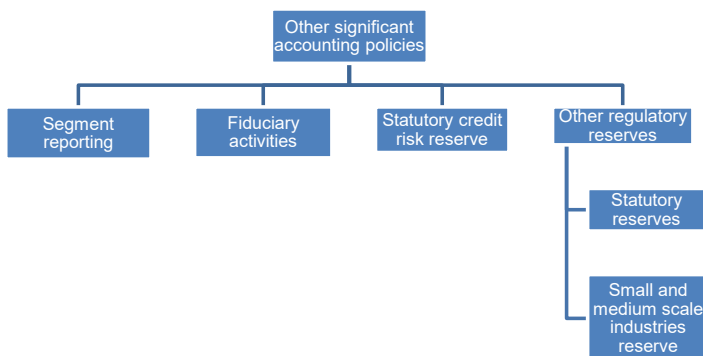 Other significant
accounting policies
Segment
reporting
Fiduciary
activities
Statutory credit
risk reserve
Other regulatory
reserves
Statutory
reserves
Small and
medium scale
industries
reserve